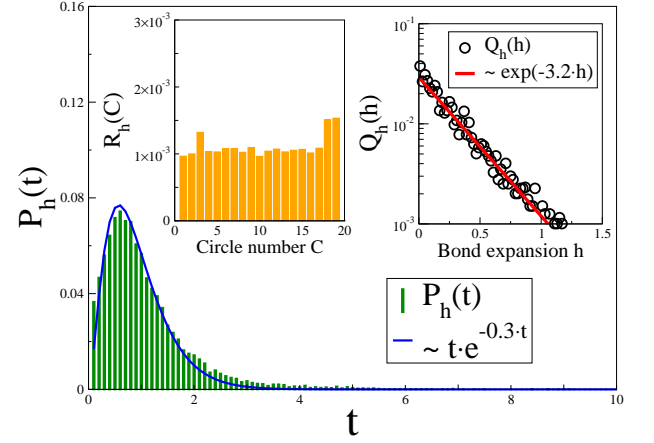 0.16
0.12
0.08
0.04
0
P_h(t)
0
2
4
6
8
10
t
3×10^-3
2×10^-3
1×10^-3
0
R_h(C)
0
5
10
15
20
Circle number C
10^-1
10^-2
10^-3
Q_h(h)
0
0.5
1
1.5
Bond expansion h
Q_h(h)
~ exp(-3.2·h)
P_h(t)
~ t·e^-0.3·t